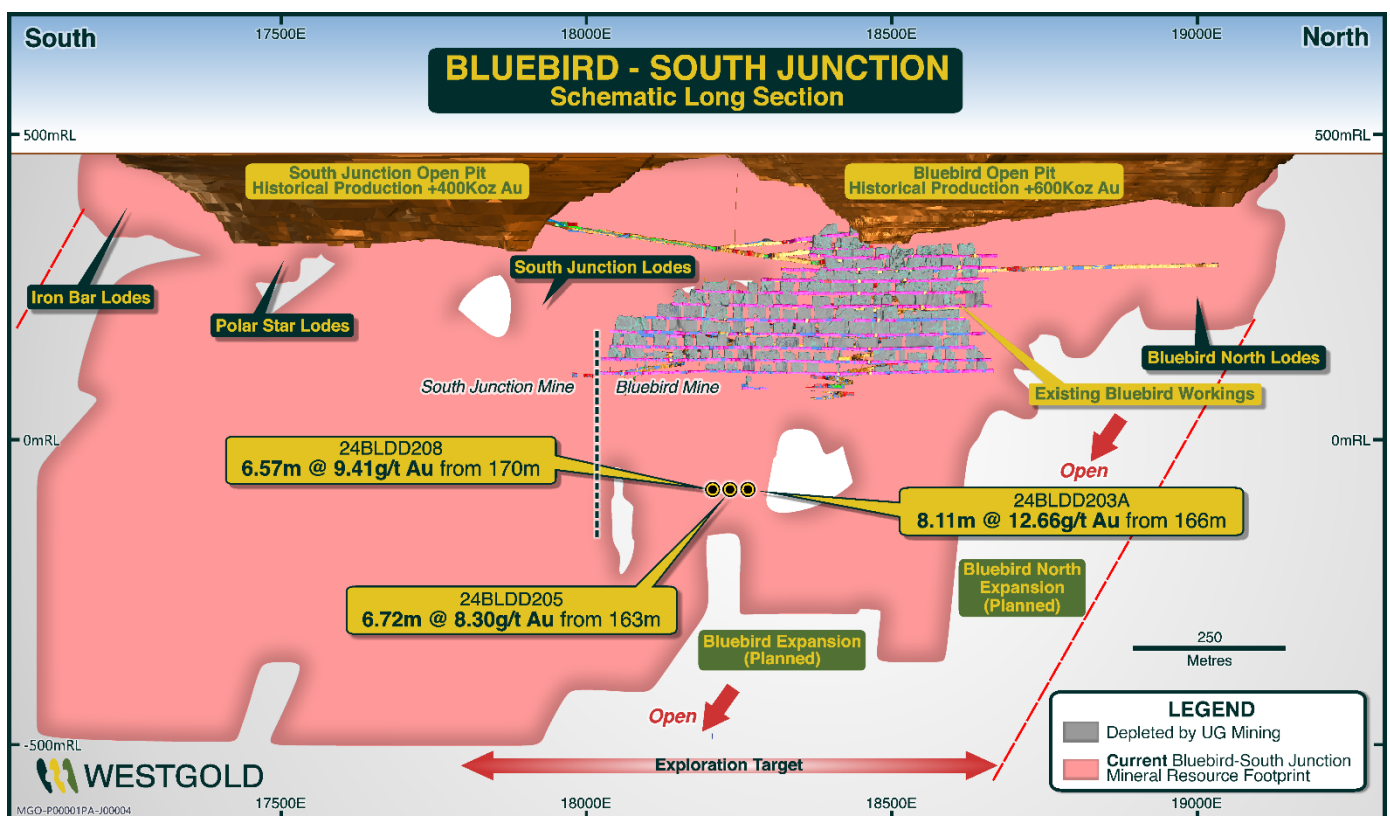 South
17500E
18000E
18500E
19000E
North
BLUEBIRD - SOUTH JUNCTION
Schematic Long Section
500mRL
500mRL
South Junction Open Pit
Historical Production +400Koz Au
Bluebird Open Pit
Historical Production +600Koz Au
South Junction Lodes
Iron Bar Lodes
Polar Star Lodes
Bluebird North Lodes
South Junction Mine
Bluebird Mine
Existing Bluebird Workings
0mRL
0mRL
24BLDD208
6.57m @ 9.41g/t Au from 170m
Open
24BLDD203A
8.11m @ 12.66g/t Au from 166m
24BLDD205
6.72m @ 8.30g/t Au from 163m
Bluebird North
Expansion
(Planned)
Bluebird Expansion
(Planned)
250
Metres
Open
LEGEND
Depleted by UG Mining
Current Bluebird-South Junction
Mineral Resource Footprint
-500mRL
WESTGOLD
Exploration Target
MGO-P00001PA-J00004
17500E
18000E
18500E
19000E